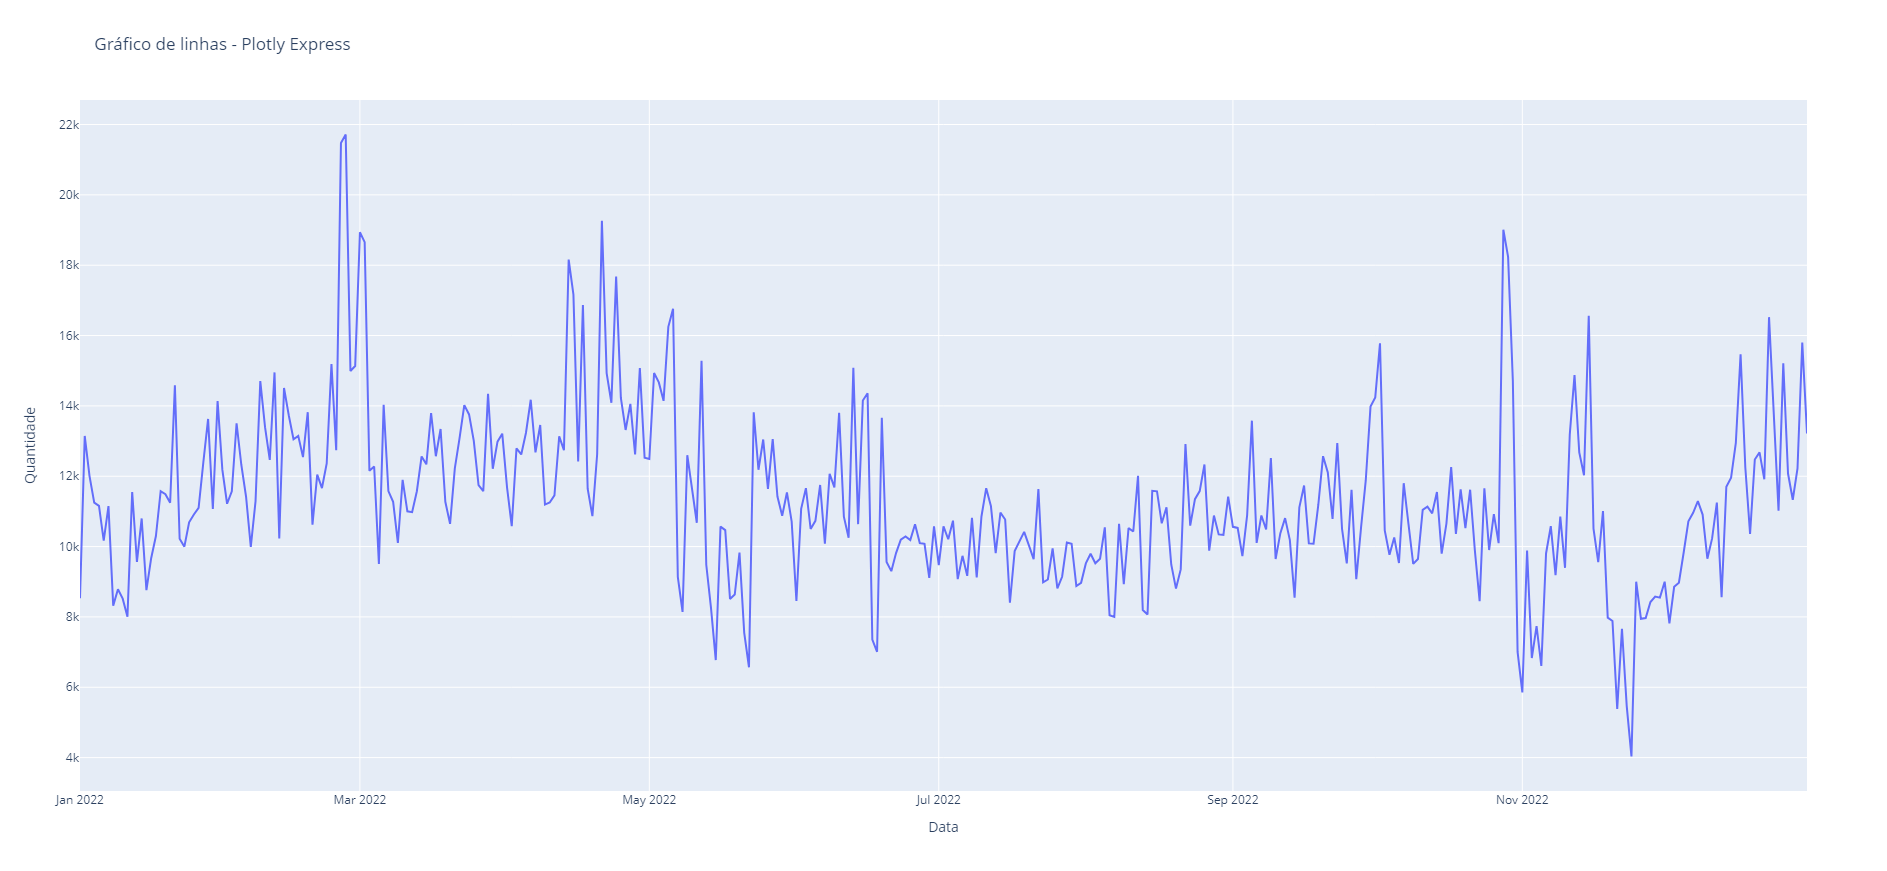 Gráfico de linhas - Plotly Express
22k
20k
18k
16k
14k
12k
10k
8k
6k
4k
Quantidade
Jan 2022
Mar 2022
May 2022
Jul 2022
Sep 2022
Nov 2022
Data